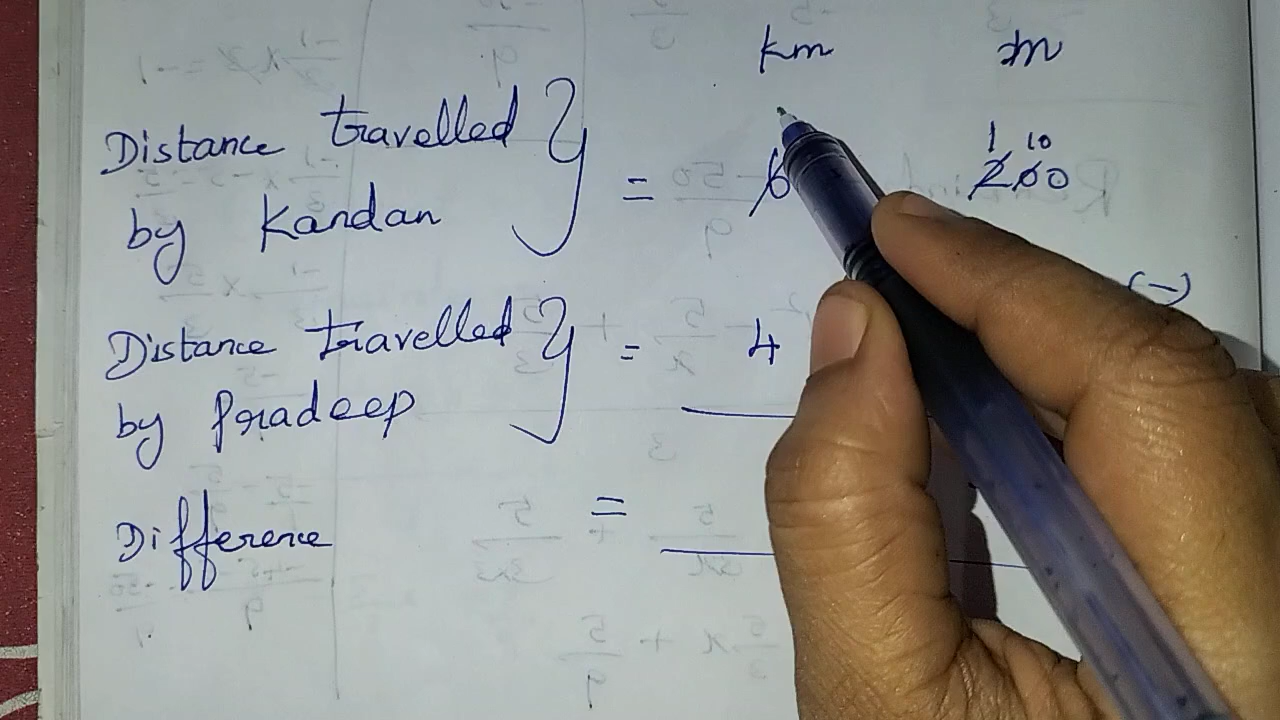 km m
1 10
Distance travelled } = 6 200
by Kandan
(-)
Distance travelled } = 4
by Pradeep
Difference =